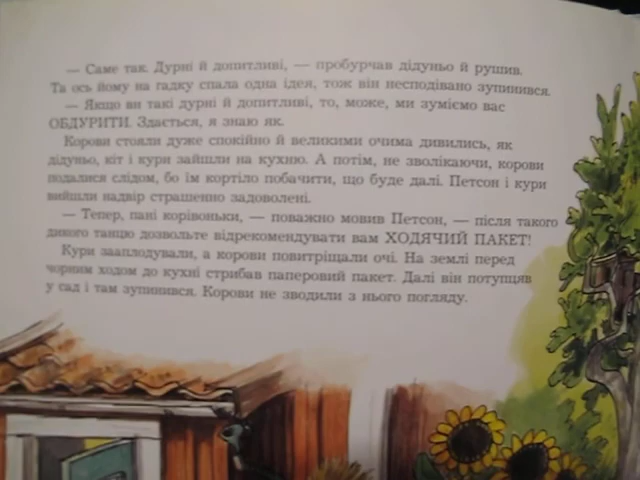 — Саме так. Дурні й допитливі, — пробурчав дідуньо й рушив.
Та ось йому на гадку спала одна ідея, тож він несподівано зупинився.
— Якщо ви такі дурні й допитливі, то, може, ми зуміємо вас
ОБДУРИТИ. Здається, я знаю як.
Корови стояли дуже спокійно й великими очима дивились, як
дідуньо, кіт і кури зайшли на кухню. А потім, не зволікаючи, корови
подалися слідом, бо їм кортіло побачити, що буде далі. Петсон і кури
вийшли надвір страшенно задоволені.
— Тепер, пані корівоньки, — поважно мовив Петсон, — після такого
дикого танцю дозвольте відрекомендувати вам ХОДЯЧИЙ ПАКЕТ!
Кури зааплодували, а корови повитріщали очі. На землі перед
чорним ходом до кухні стрибав паперовий пакет. Далі він потупцяв
у сад і там зупинився. Корови не зводили з нього погляду.